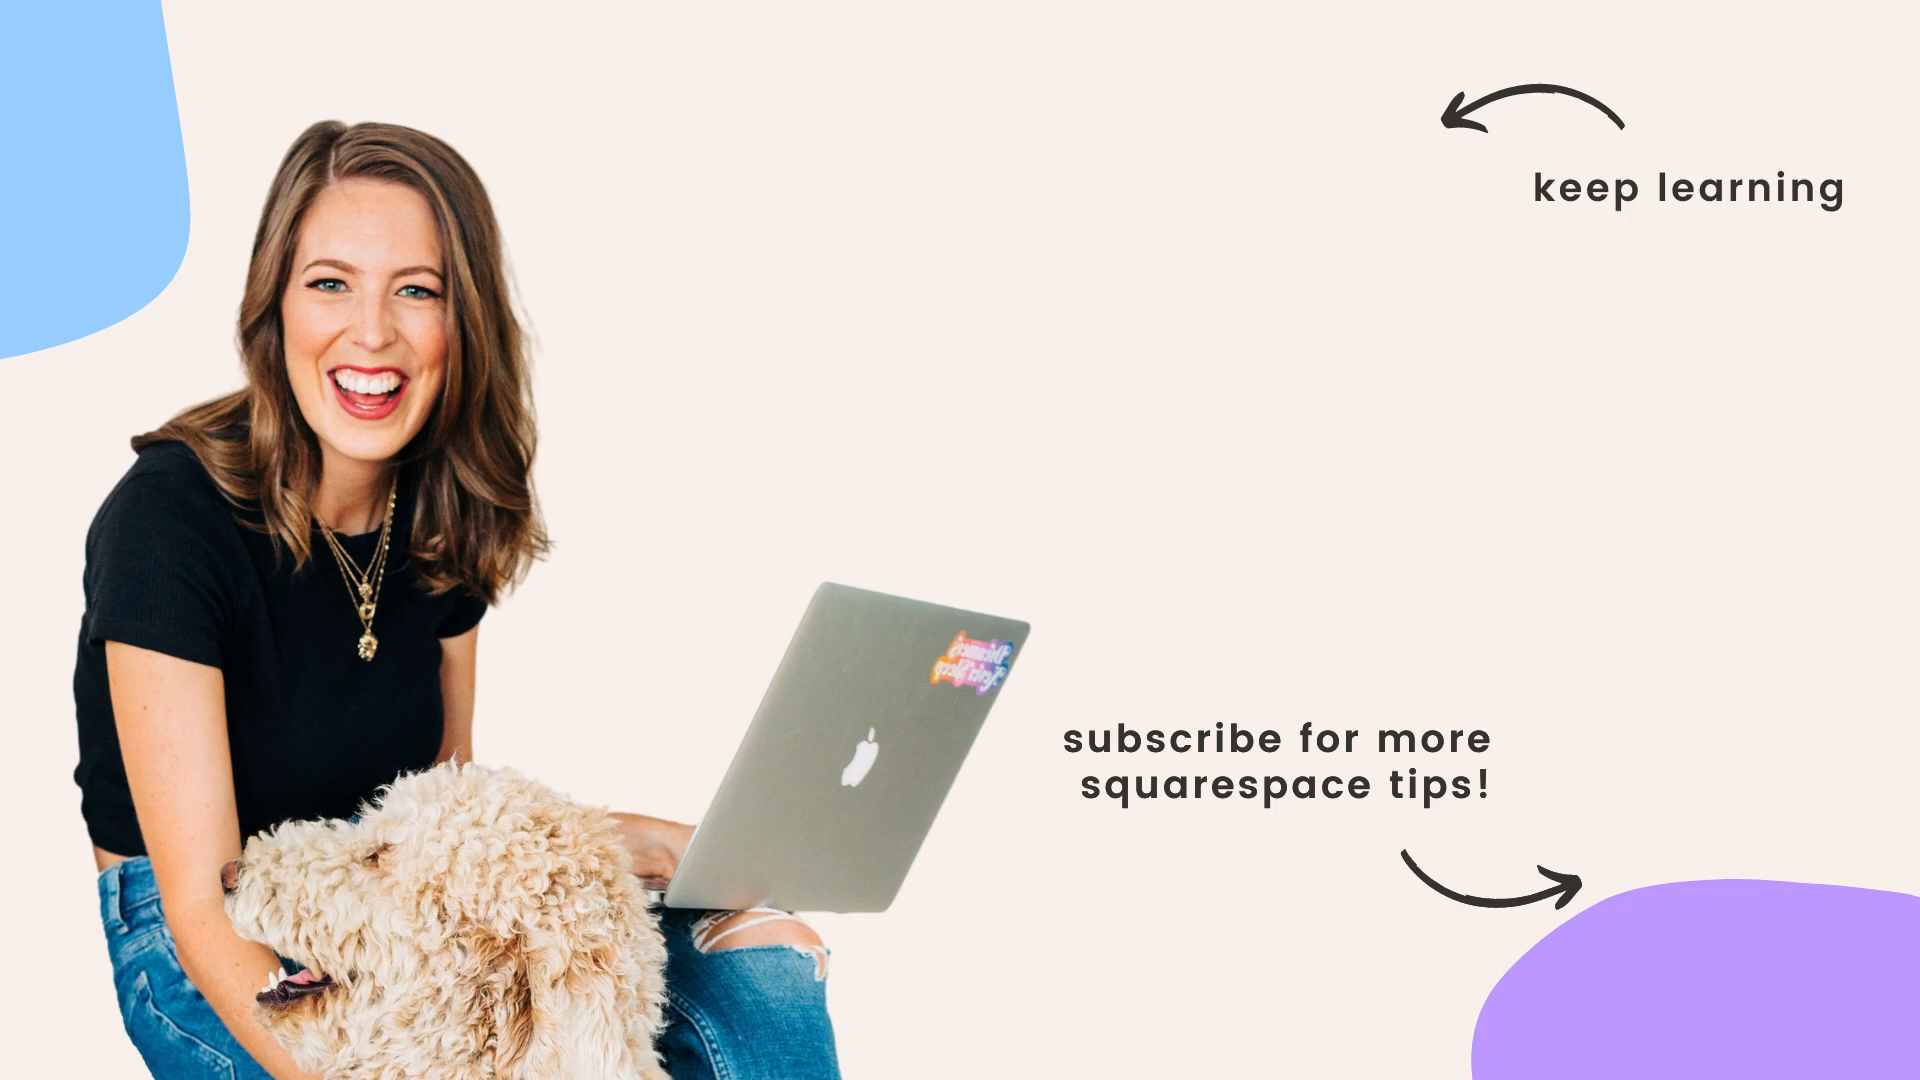 keep learning
subscribe for more
squarespace tips!